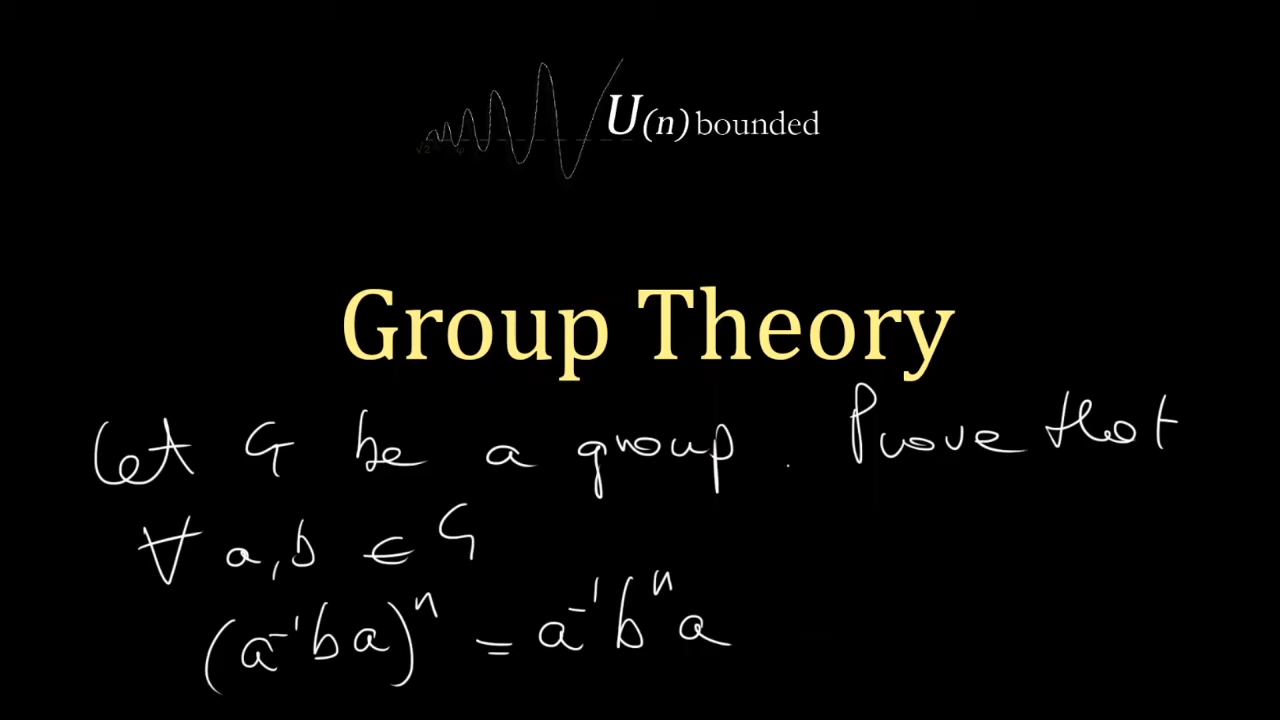 U(n) bounded
Group Theory
Let G be a group. Prove that
∀ a, b ∈ G
(a⁻¹ba)ⁿ = a⁻¹bⁿa